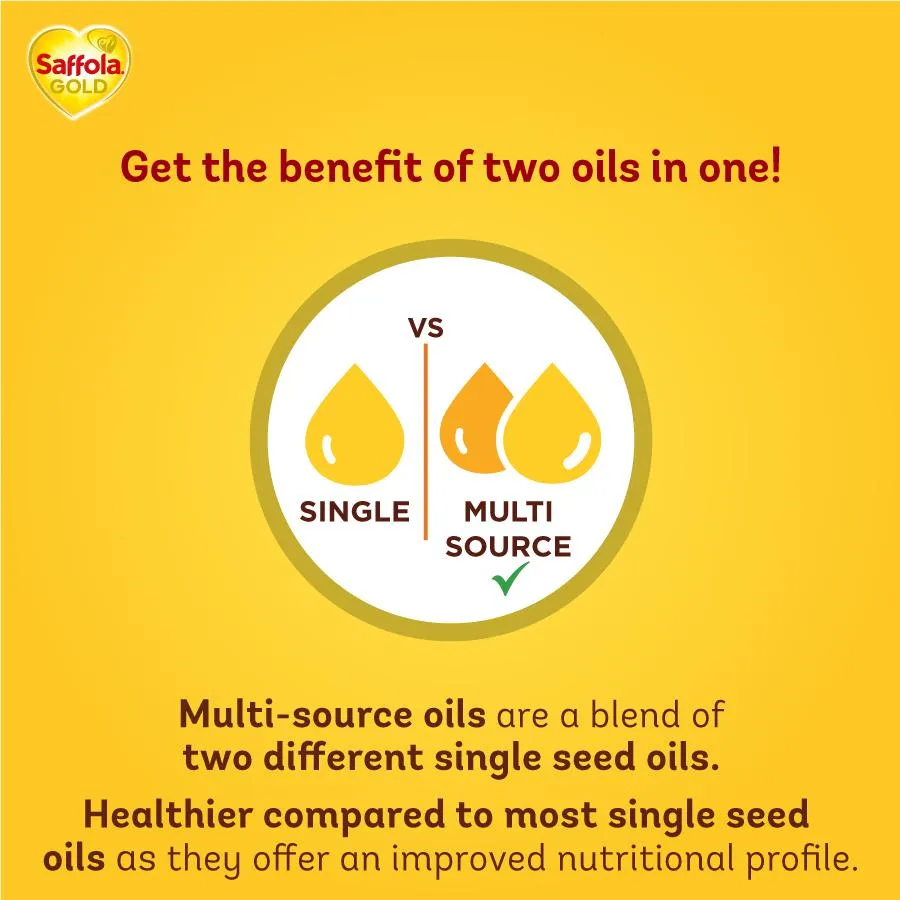 Saffola.
GOLD
Get the benefit of two oils in one!
VS
SINGLE
MULTI
SOURCE
Multi-source oils are a blend of
two different single seed oils.
Healthier compared to most single seed
oils as they offer an improved nutritional profile.